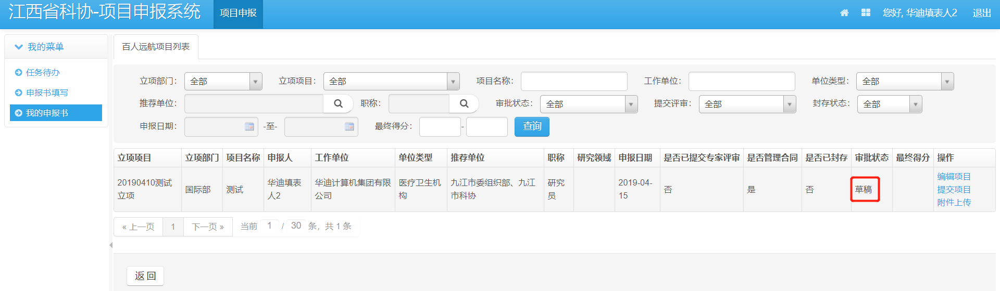 江西省科协-项目申报系统 项目申报 您好, 华迪填表人2 退出
我的菜单
任务待办
申报书填写
我的申报书
百人远航项目列表
立项部门: 全部 立项项目: 全部 项目名称: 工作单位: 单位类型: 全部
推荐单位: 职称: 审批状态: 全部 提交评审: 全部 封存状态: 全部
申报日期: -至- 最终得分: - 查询
立项项目 立项部门 项目名称 申报人 工作单位 单位类型 推荐单位 职称 研究领域 申报日期 是否已提交专家评审 是否管理合同 是否已封存 审批状态 最终得分 操作
20190410测试
立项
国际部
测试
华迪填表
人2
华迪计算机集团有限
公司
医疗卫生机
构
九江市委组织部、九江
市科协
研究
员
2019-04-
15
否
是
否
草稿
编辑项目
提交项目
附件上传
« 上一页 1 下一页 » 当前 1 / 30 条，共 1 条
返 回